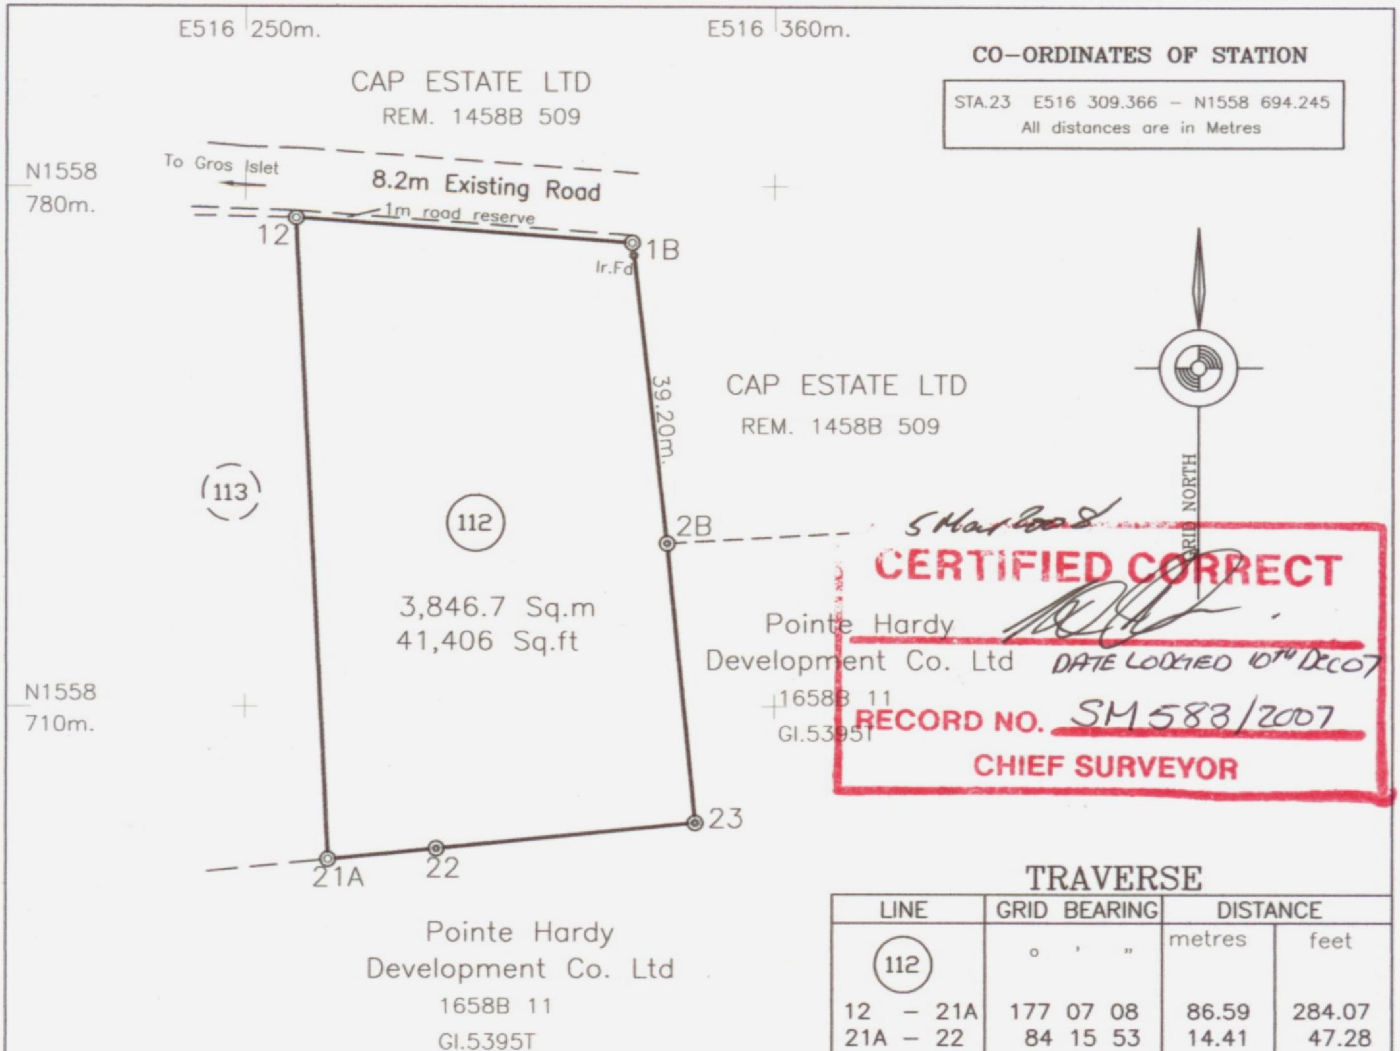 E516 250m.
E516 360m.
CO-ORDINATES OF STATION
CAP ESTATE LTD
REM. 1458B 509
STA.23 E516 309.366 - N1558 694.245
All distances are in Metres
N1558
780m.
To Gros Islet
8.2m Existing Road
1m road reserve
12
1B
Ir.Fd
39.20m.
CAP ESTATE LTD
REM. 1458B 509
GRID NORTH
113
112
2B
3,846.7 Sq.m
41,406 Sq.ft
5 Mar 2008
CERTIFIED CORRECT
Pointe Hardy
Development Co. Ltd
1658B 11
GI.5395T
DATE LODGED 10TH DEC07
RECORD NO. SM 583/2007
CHIEF SURVEYOR
N1558
710m.
23
22
21A
Pointe Hardy
Development Co. Ltd
1658B 11
GI.5395T
TRAVERSE
LINE GRID BEARING DISTANCE
112 ° ' " metres feet
12 - 21A 177 07 08 86.59 284.07
21A - 22 84 15 53 14.41 47.28